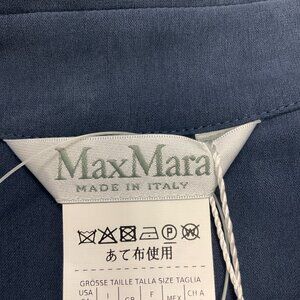 MaxMara
MADE IN ITALY
あて布使用
GRÖSSE TAILLE TALLA SIZE TAGLIA
USA I GB F MEX CH A